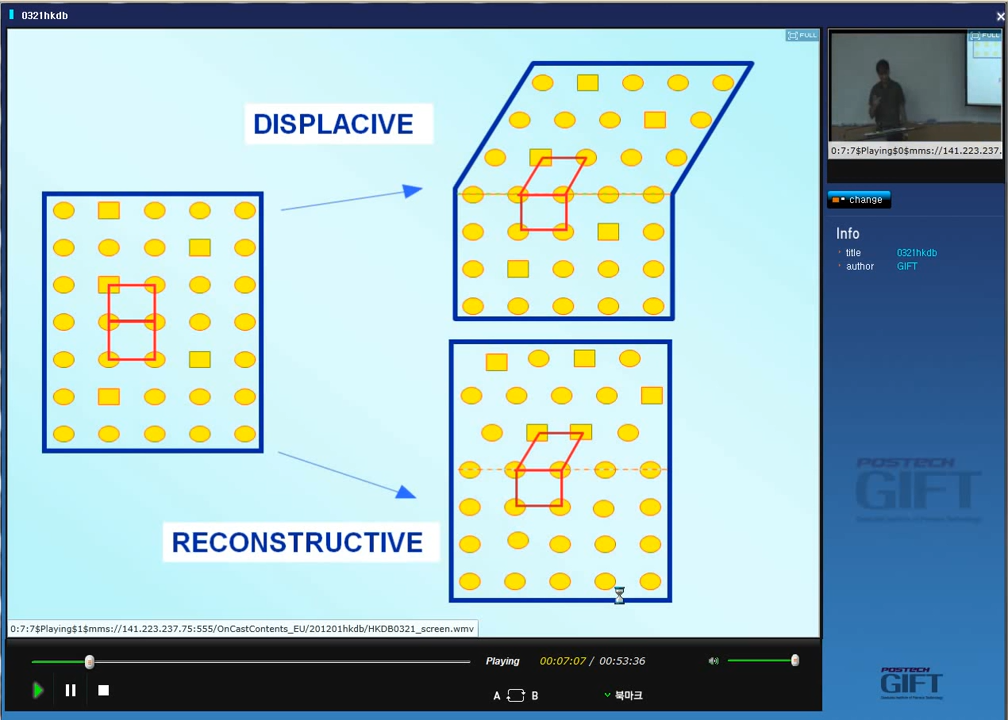 0321hkdb
FULL
FULL
DISPLACIVE
0:7:7$Playing$0$mms://141.223.237.
change
Info
title 0321hkdb
author GIFT
POSTECH
GIFT
RECONSTRUCTIVE
0:7:7$Playing$1$mms://141.223.237.75:555/OnCastContents_EU/201201hkdb/HKDB0321_screen.wmv
Playing 00:07:07 / 00:53:36
A B 북마크
POSTECH
GIFT